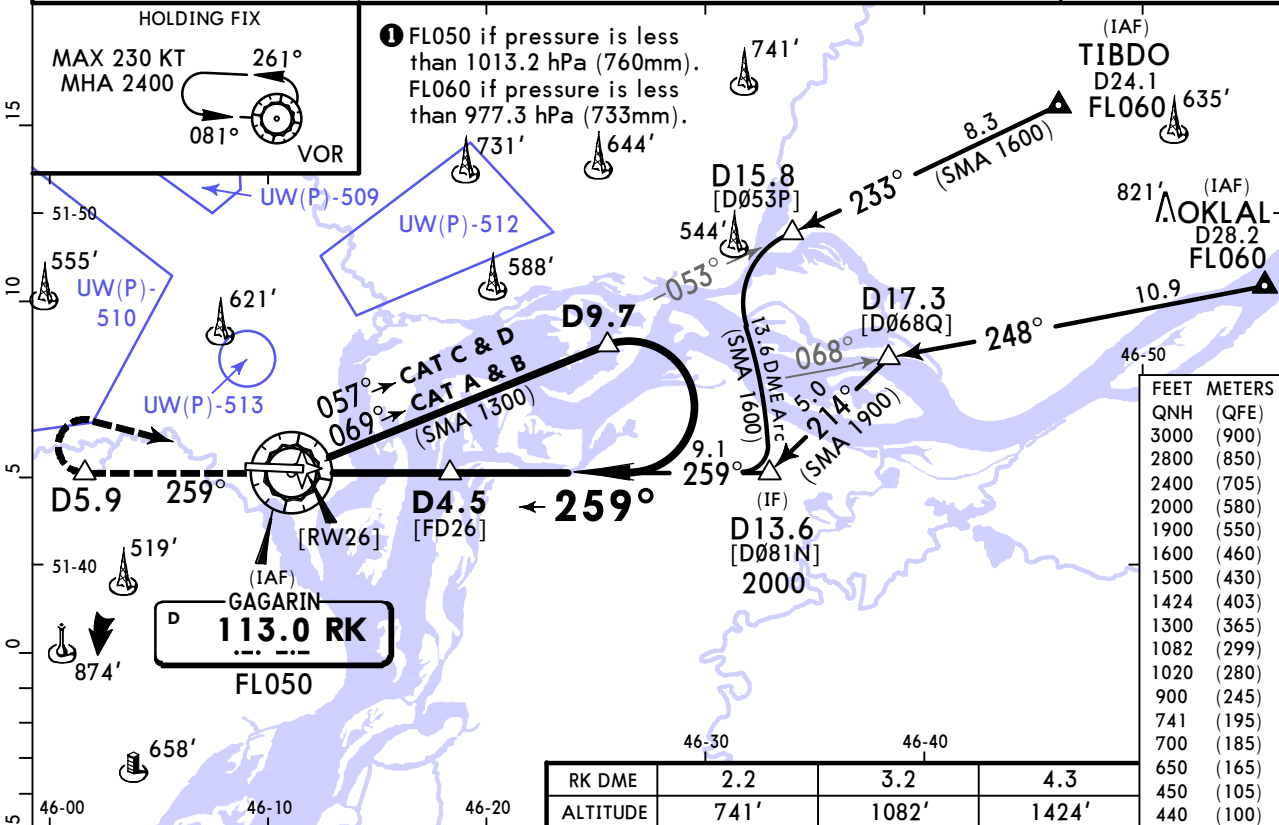 HOLDING FIX
MAX 230 KT
MHA 2400
261°
081°
VOR
❶ FL050 if pressure is less
than 1013.2 hPa (760mm).
FL060 if pressure is less
than 977.3 hPa (733mm).
741'
(IAF)
TIBDO
D24.1
FL060
635'
8.3
(SMA 1600)
233°
15
731'
644'
D15.8
[DØ53P]
544'
821'
(IAF)
OKLAL
D28.2
FL060
UW(P)-509
UW(P)-512
51-50
555'
UW(P)-
510
588'
053°
10.9
248°
10
621'
D9.7
D17.3
[DØ68Q]
068°
46-50
13.6 DME Arc
(SMA 1600)
5.0
214°
(SMA 1900)
UW(P)-513
057° CAT C & D
069° CAT A & B
(SMA 1300)
9.1
259°
5
D5.9
259°
D4.5
[FD26]
259°
(IF)
D13.6
[DØ81N]
2000
[RW26]
519'
51-40
(IAF)
GAGARIN
D
113.0 RK
FL050
0
874'
658'
46-30
46-40
5
46-00
46-10
46-20
RK DME 2.2 3.2 4.3
ALTITUDE 741' 1082' 1424'
FEET METERS
QNH (QFE)
3000 (900)
2800 (850)
2400 (705)
2000 (580)
1900 (550)
1600 (460)
1500 (430)
1424 (403)
1300 (365)
1082 (299)
1020 (280)
900 (245)
741 (195)
700 (185)
650 (165)
450 (105)
440 (100)